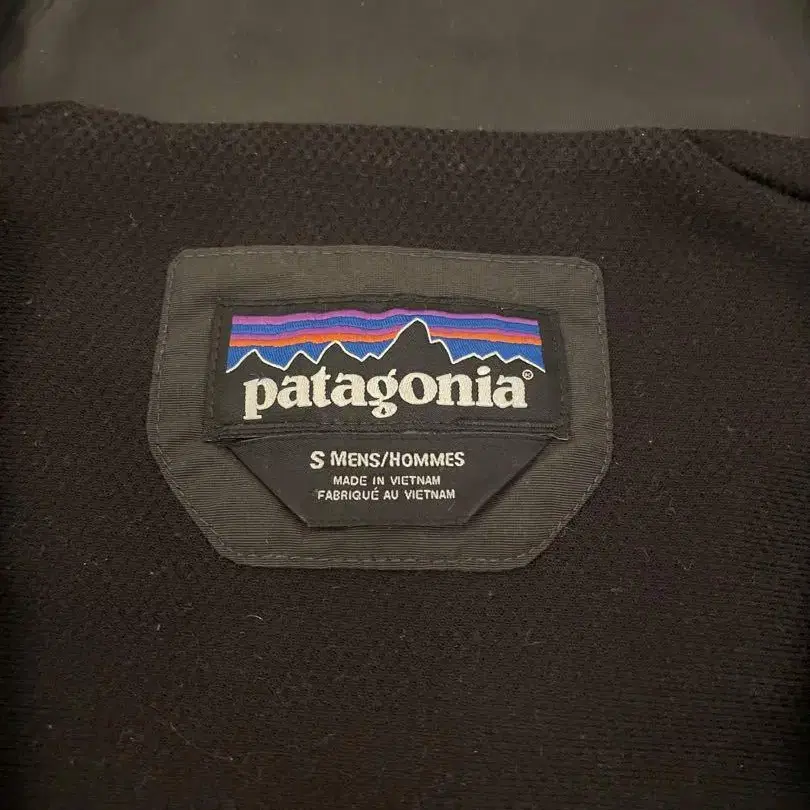 patagonia®
S MENS/HOMMES
MADE IN VIETNAM
FABRIQUÉ AU VIETNAM